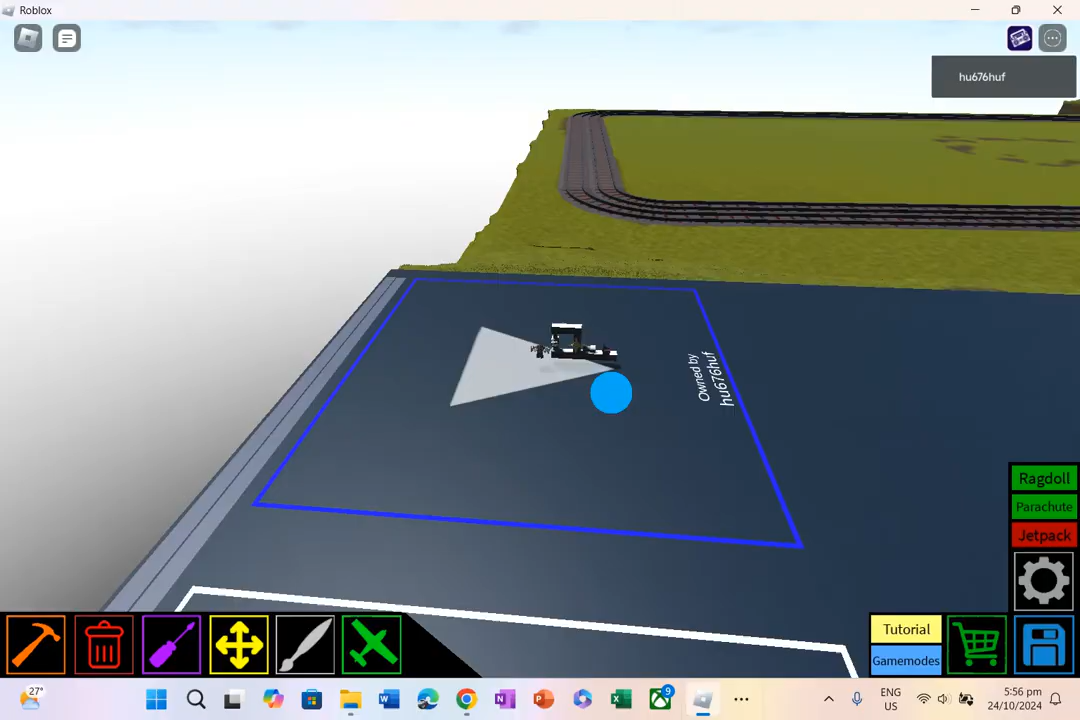 Roblox
hu676huf
Owned by
hu676huf
Ragdoll
Parachute
Jetpack
Tutorial
Gamemodes
27°
9
ENG
US
5:56 pm
24/10/2024